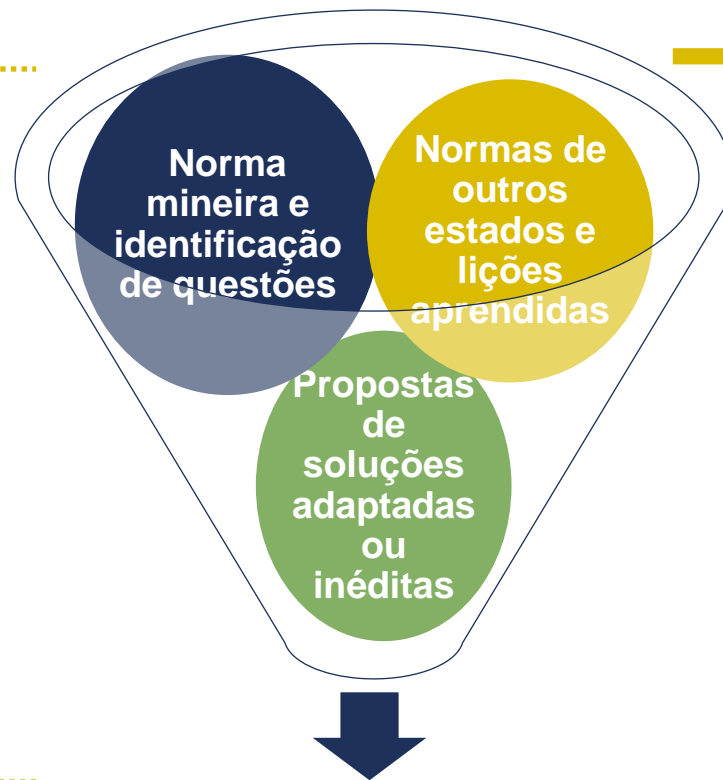 Norma
mineira e
identificação
de questões
Normas de
outros
estados e
lições
aprendidas
Propostas
de
soluções
adaptadas
ou
inéditas